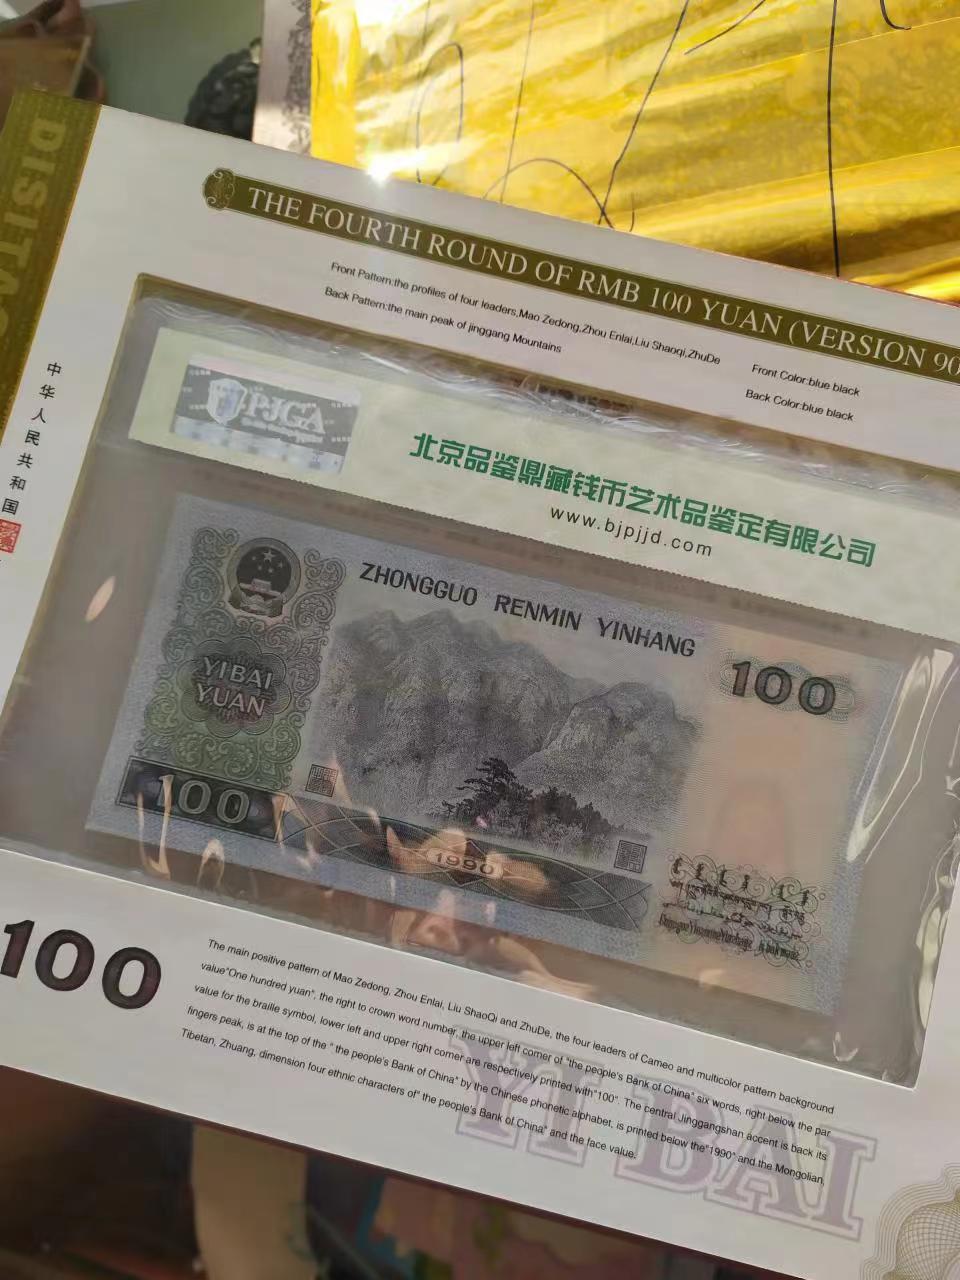 THE FOURTH ROUND OF RMB 100 YUAN (VERSION 90
Front Pattern:the profiles of four leaders,Mao Zedong,Zhou Enlai,Liu Shaoqi,ZhuDe
Back Pattern:the main peak of jinggang Mountains
Front Color:blue black
Back Color:blue black
中华人民共和国
PJGA
北京品鉴鼎藏钱币艺术品鉴定有限公司
www.bjpjjd.com
ZHONGGUO RENMIN YINHANG
100
YIBAI
YUAN
100
1990
100
The main positive pattern of Mao Zedong, Zhou Enlai, Liu ShaoQi and ZhuDe, the four leaders of Cameo and multicolor pattern background
value"One hundred yuan", the right to crown word number, the upper left corner of "the people's Bank of China" six words, right below the par
value for the braille symbol, lower left and upper right corner are respectively printed with"100". The central Jinggangshan accent is back its
fingers peak, is at the top of the " the people's Bank of China" by the Chinese phonetic alphabet, is printed below the"1990" and the Mongolian,
Tibetan, Zhuang, dimension four ethnic characters of" the people's Bank of China" and the face value.
YI BAI